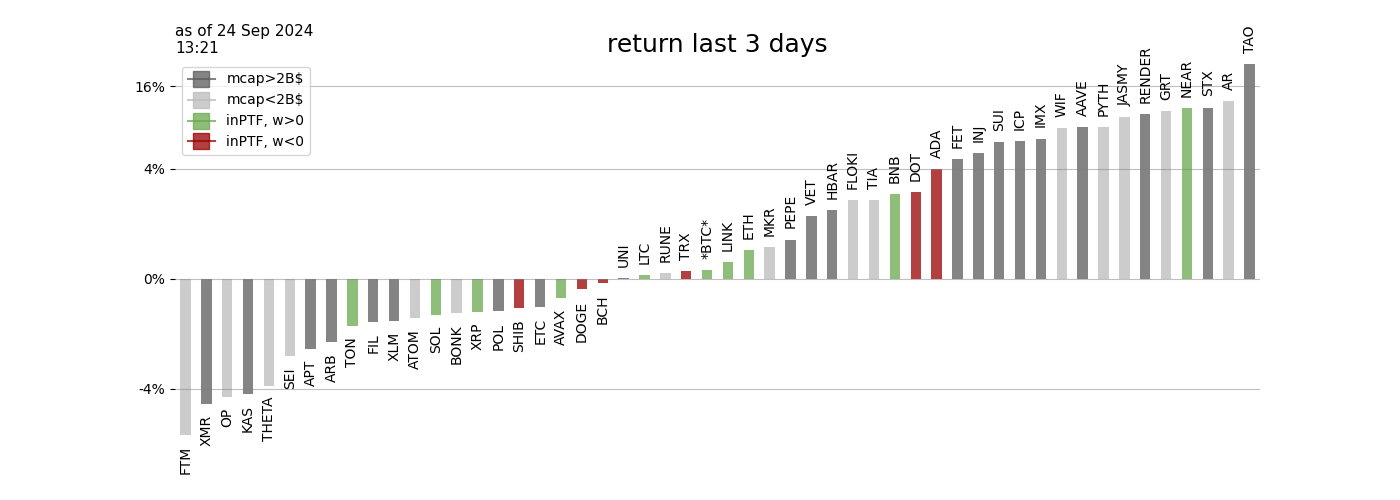 as of 24 Sep 2024
13:21
return last 3 days
mcap>2B$
mcap<2B$
inPTF, w>0
inPTF, w<0
16%
4%
0%
-4%
FTM
XMR
OP
KAS
THETA
SEI
APT
ARB
TON
FIL
XLM
ATOM
SOL
BONK
XRP
POL
SHIB
ETC
AVAX
DOGE
BCH
UNI
LTC
RUNE
TRX
*BTC*
LINK
ETH
MKR
PEPE
VET
HBAR
FLOKI
TIA
BNB
DOT
ADA
FET
INJ
SUI
ICP
IMX
WIF
AAVE
PYTH
JASMY
RENDER
GRT
NEAR
STX
AR
TAO